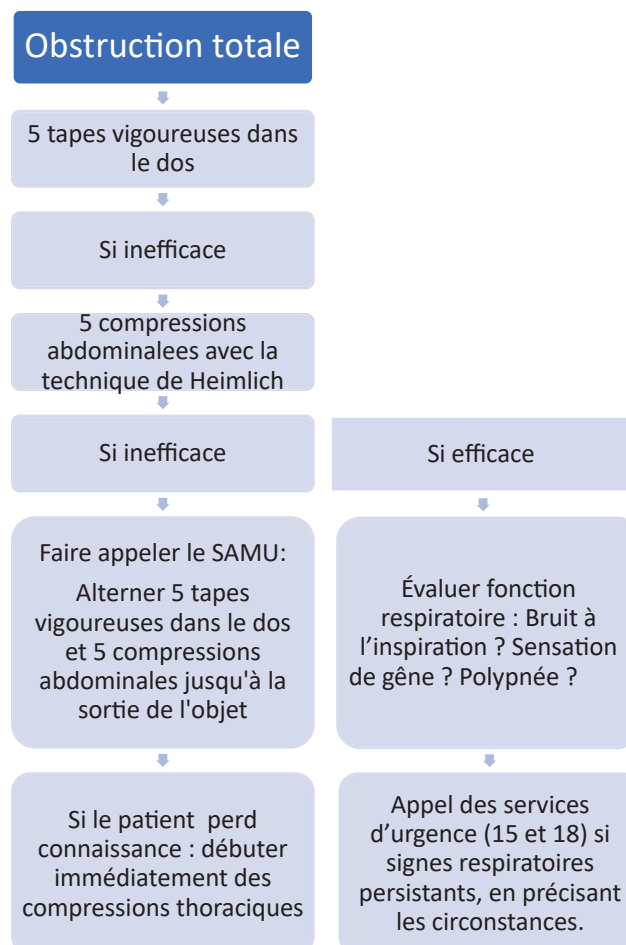 Obstruction totale
5 tapes vigoureuses dans
le dos
Si inefficace
5 compressions
abdominalees avec la
technique de Heimlich
Si inefficace
Faire appeler le SAMU:
Alterner 5 tapes
vigoureuses dans le dos
et 5 compressions
abdominales jusqu'à la
sortie de l'objet
Si le patient perd
connaissance : débuter
immédiatement des
compressions thoraciques
Si efficace
Évaluer fonction
respiratoire : Bruit à
l’inspiration ? Sensation
de gêne ? Polypnée ?
Appel des services
d’urgence (15 et 18) si
signes respiratoires
persistants, en précisant
les circonstances.